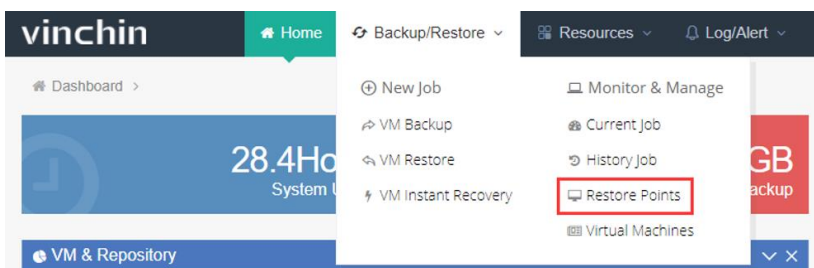 vinchin Home Backup/Restore Resources Log/Alert
Dashboard >
New Job Monitor & Manage
VM Backup Current Job
28.4Ho VM Restore History Job GB
System VM Instant Recovery Restore Points ackup
Virtual Machines
VM & Repository